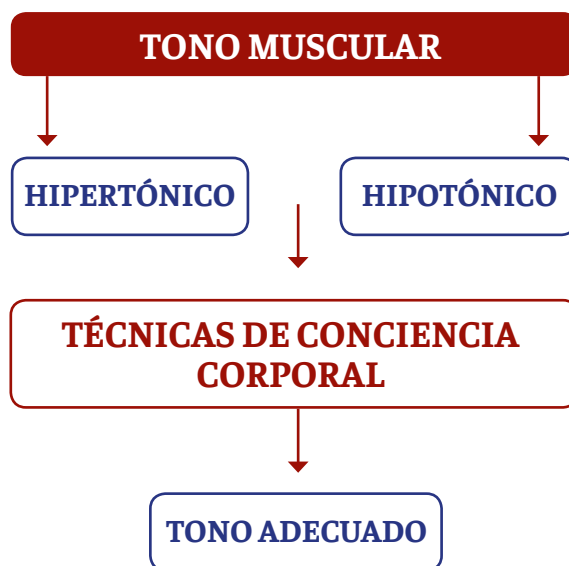 TONO MUSCULAR
HIPERTÓNICO
HIPOTÓNICO
TÉCNICAS DE CONCIENCIA
CORPORAL
TONO ADECUADO